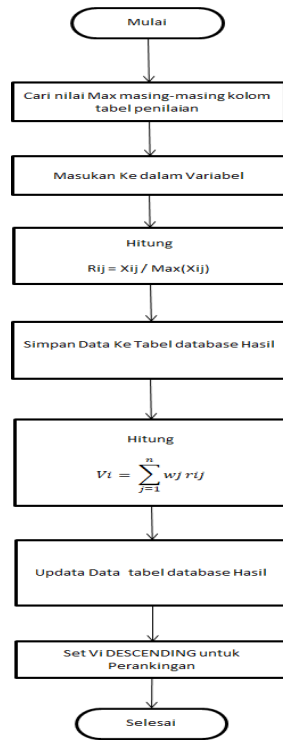 Mulai
Cari nilai Max masing-masing kolom
tabel penilaian
Masukan Ke dalam Variabel
Hitung
Rij = Xij / Max(Xij)
Simpan Data Ke Tabel database Hasil
Hitung
Vi = ∑_{j=1}^{n} wj rij
Updata Data tabel database Hasil
Set Vi DESCENDING untuk
Perankingan
Selesai